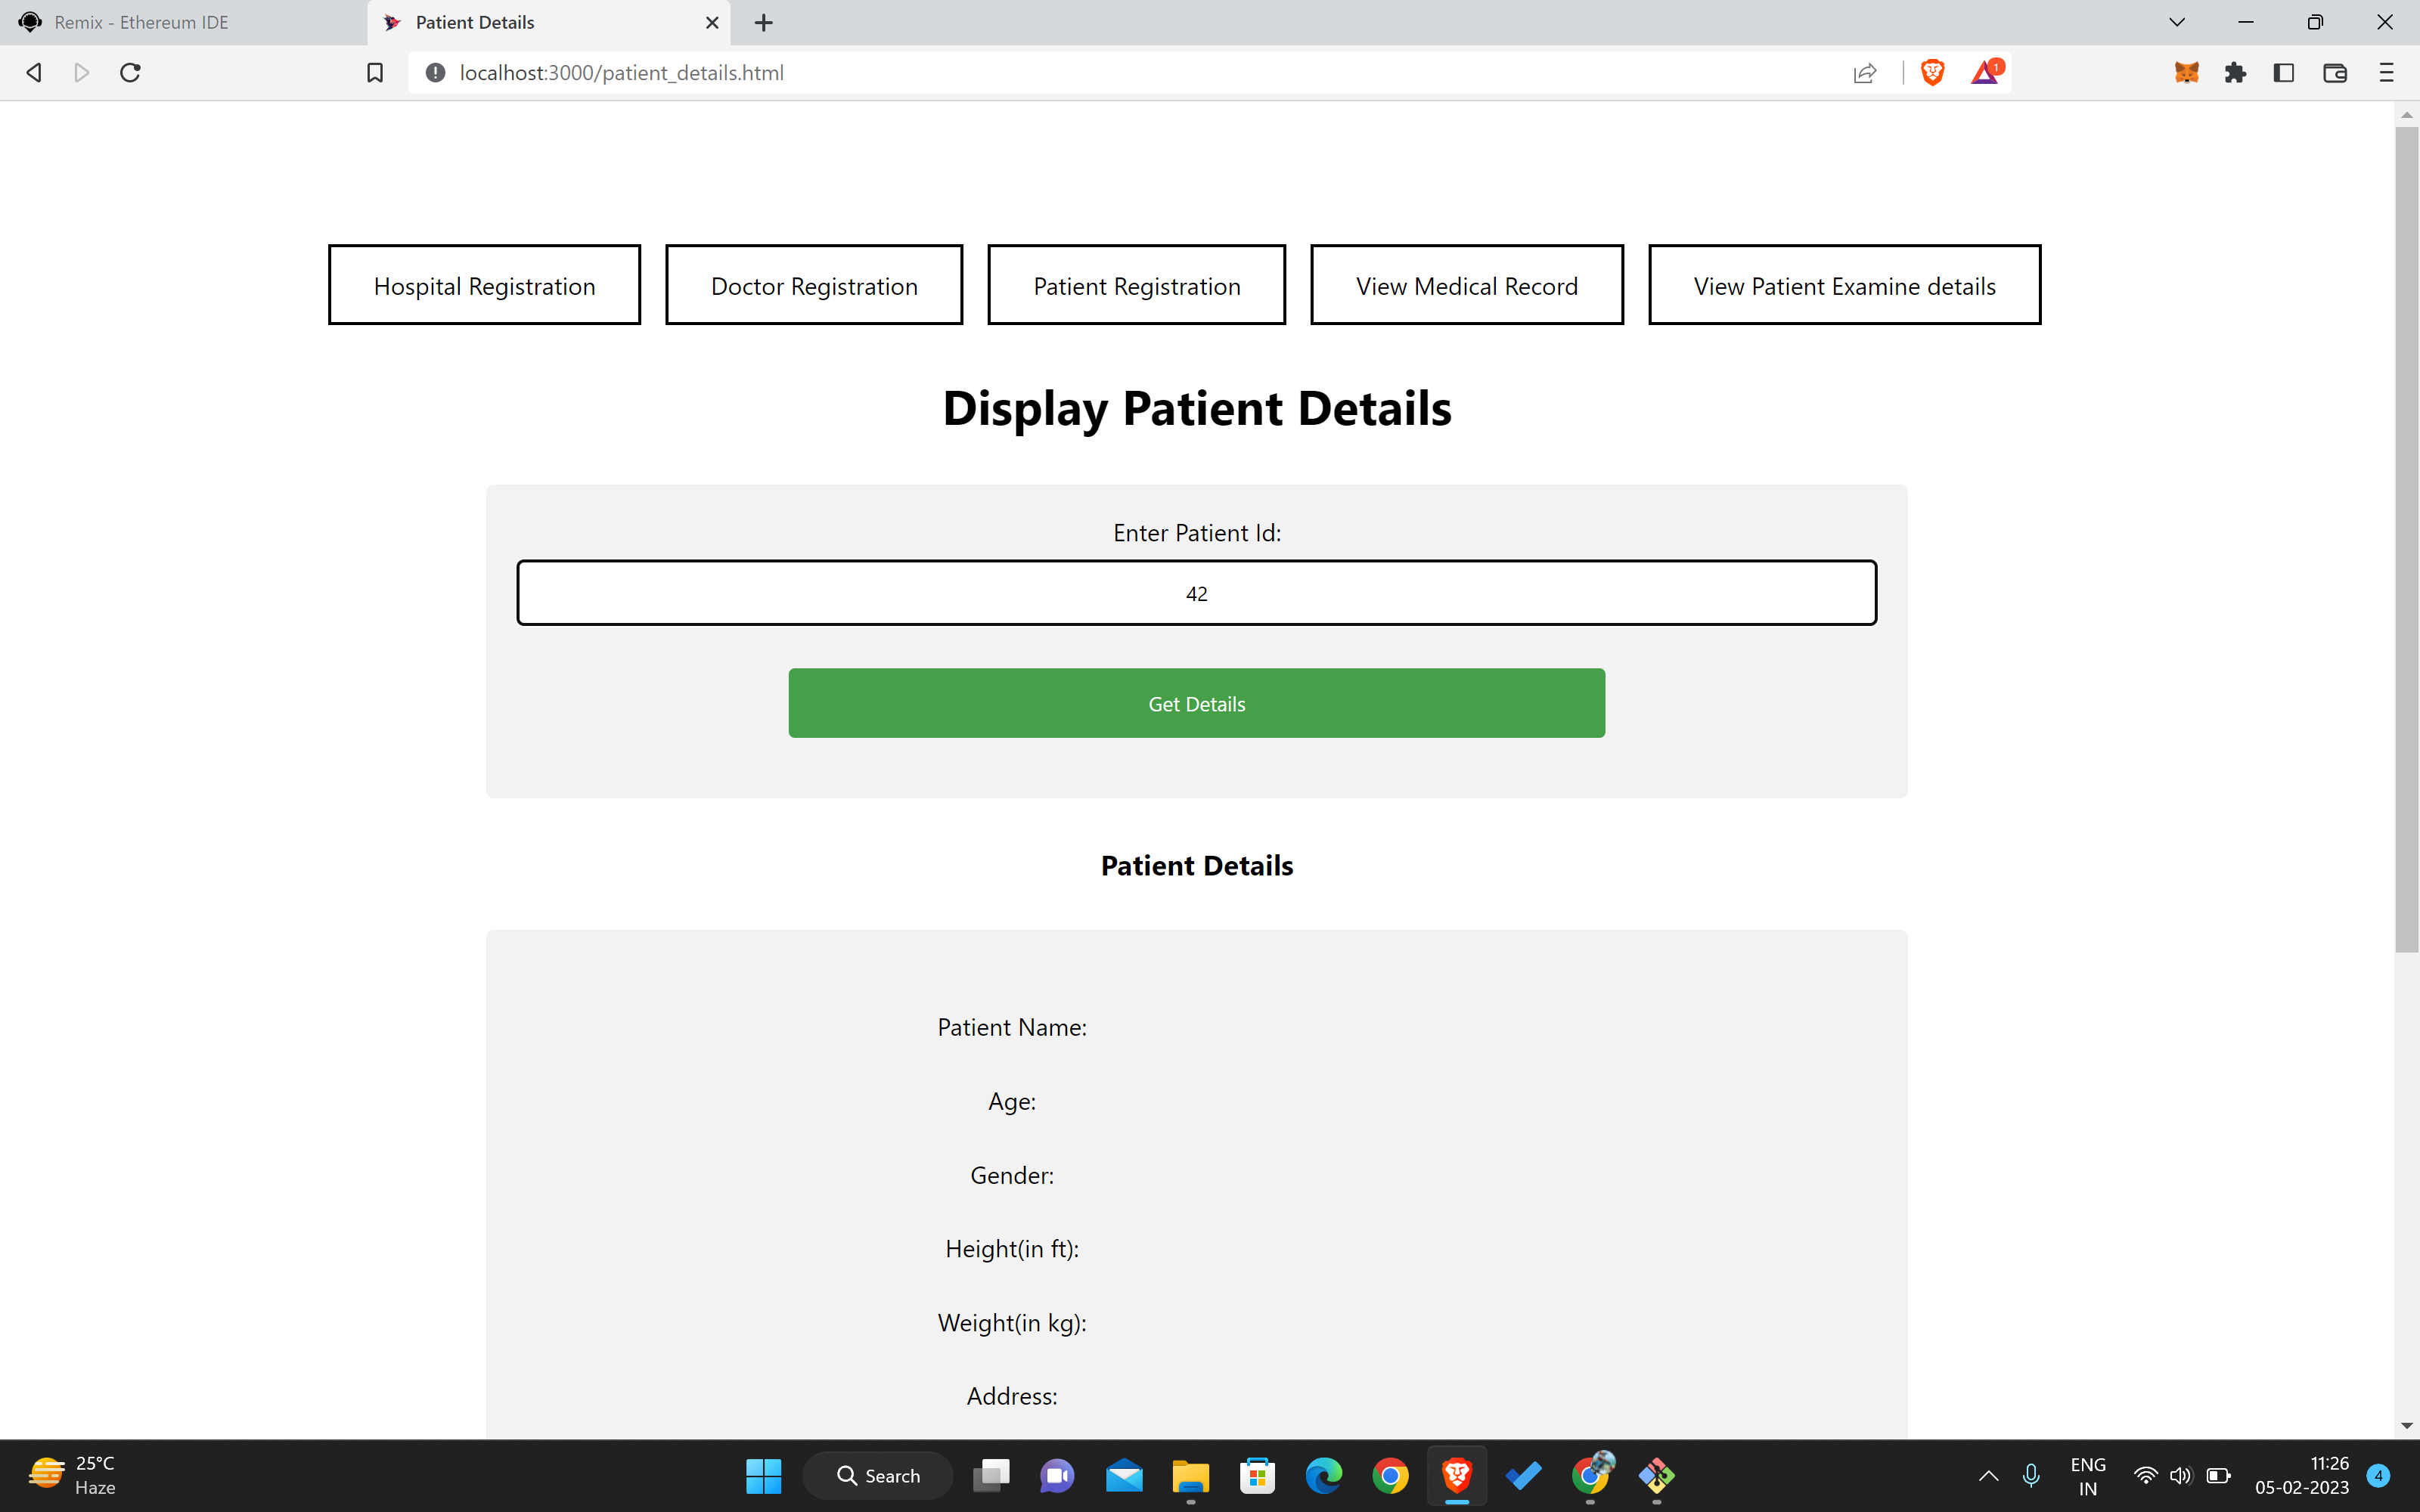 Remix - Ethereum IDE
Patient Details
localhost:3000/patient_details.html
1
Hospital Registration
Doctor Registration
Patient Registration
View Medical Record
View Patient Examine details
Display Patient Details
Enter Patient Id:
42
Get Details
Patient Details
Patient Name:
Age:
Gender:
Height(in ft):
Weight(in kg):
Address:
25°C
Haze
Search
ENG
IN
11:26
05-02-2023
4